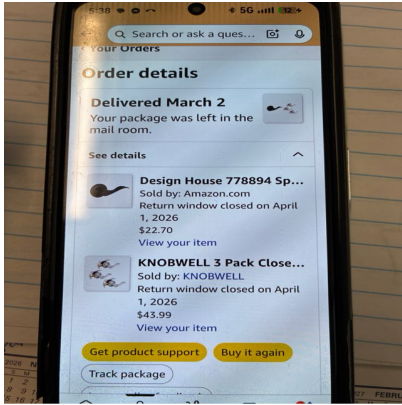 5:38
5G
12
Search or ask a ques...
Your Orders
Order details
Delivered March 2
Your package was left in the
mail room.
See details
Design House 778894 Sp...
Sold by: Amazon.com
Return window closed on April
1, 2026
$22.70
View your item
KNOBWELL 3 Pack Close...
Sold by: KNOBWELL
Return window closed on April
1, 2026
$43.99
View your item
Get product support
Buy it again
Track package
2026
FEBRU